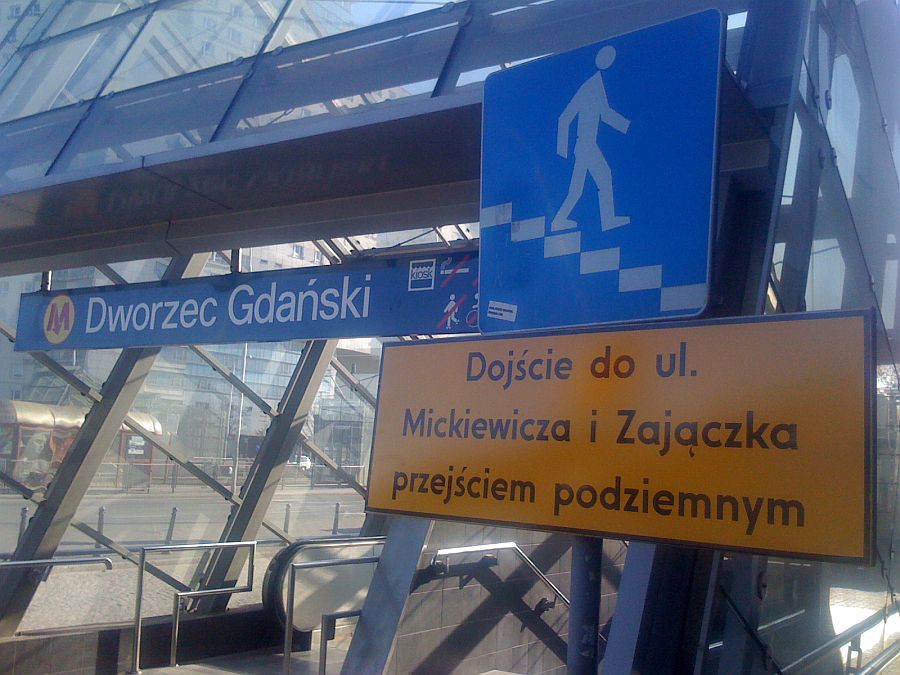 M Dworzec Gdański
kiosk
Dojście do ul.
Mickiewicza i Zajączka
przejściem podziemnym